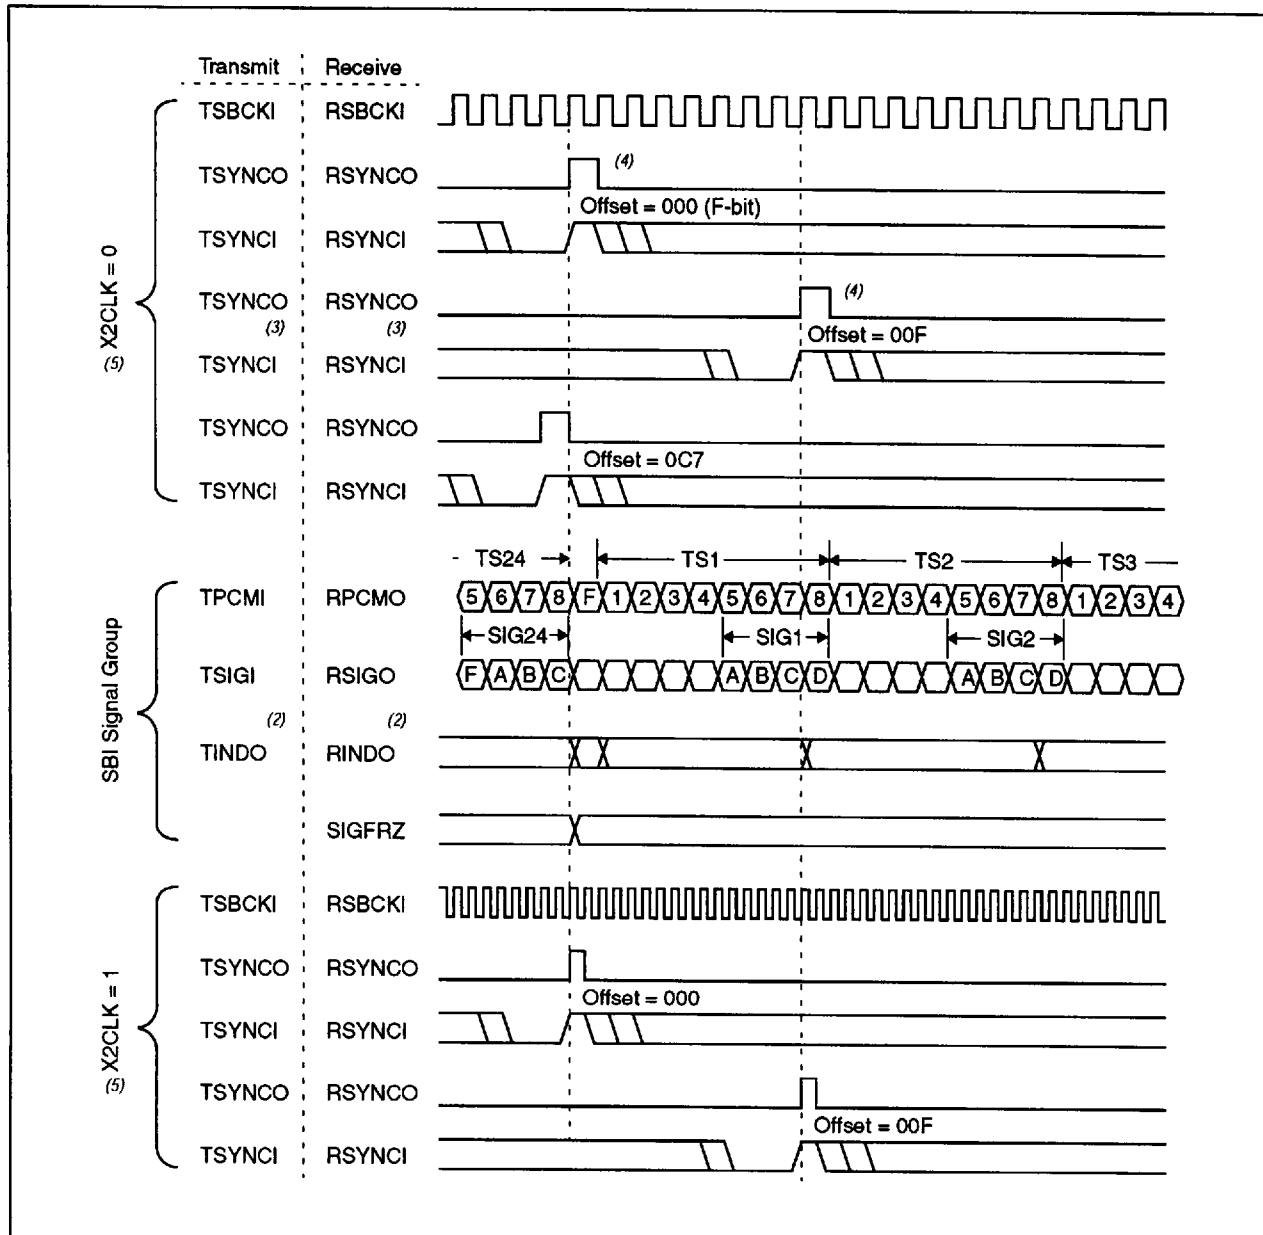 Transmit Receive
TSBCKI RSBCKI
TSYNCO RSYNCO (4)
Offset = 000 (F-bit)
TSYNCI RSYNCI
TSYNCO RSYNCO (4)
(3) (3)
Offset = 00F
TSYNCI RSYNCI
TSYNCO RSYNCO
Offset = 0C7
TSYNCI RSYNCI
X2CLK = 0
(5)
TS24 TS1 TS2 TS3
TPCMI RPCMO 5 6 7 8 F 1 2 3 4 5 6 7 8 1 2 3 4 5 6 7 8 1 2 3 4
SIG24 SIG1 SIG2
TSIGI RSIGO F A B C A B C D A B C D
(2) (2)
TINDO RINDO
SIGFRZ
SBI Signal Group
TSBCKI RSBCKI
TSYNCO RSYNCO
Offset = 000
TSYNCI RSYNCI
TSYNCO RSYNCO
Offset = 00F
TSYNCI RSYNCI
X2CLK = 1
(5)